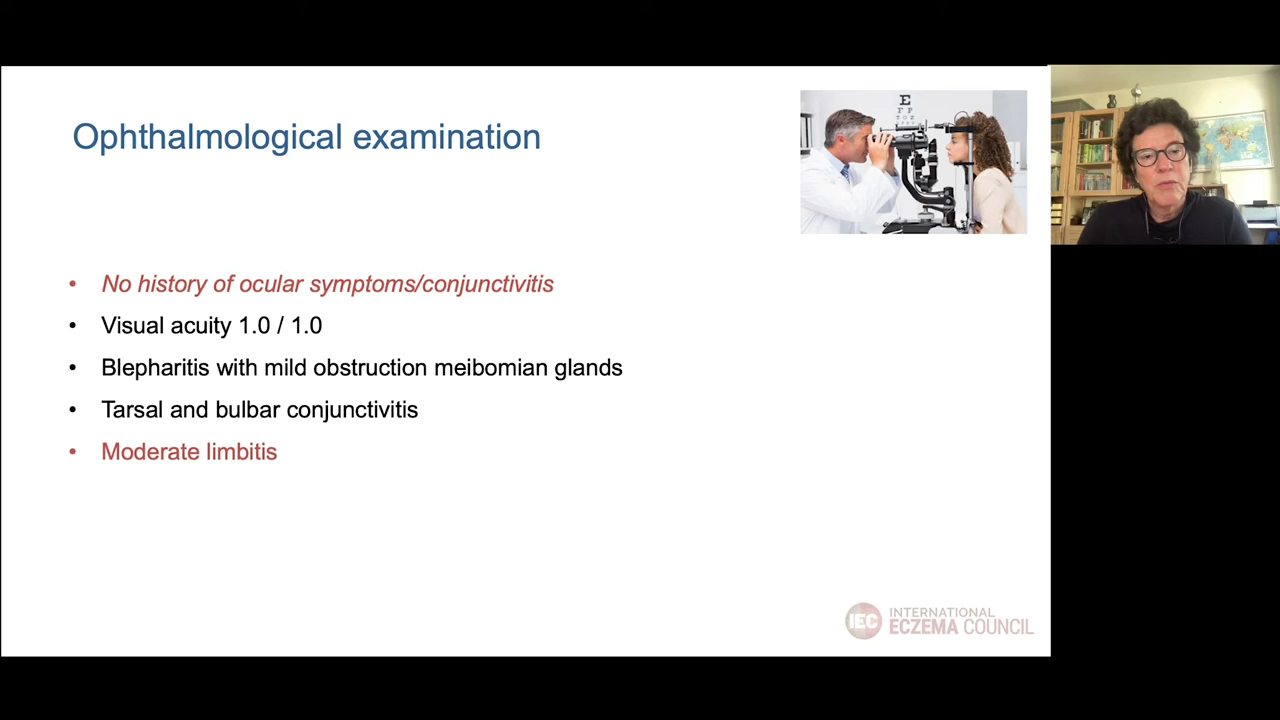 Ophthalmological examination
E
F P
T O Z
• No history of ocular symptoms/conjunctivitis
• Visual acuity 1.0 / 1.0
• Blepharitis with mild obstruction meibomian glands
• Tarsal and bulbar conjunctivitis
• Moderate limbitis
IEC
INTERNATIONAL
ECZEMA COUNCIL